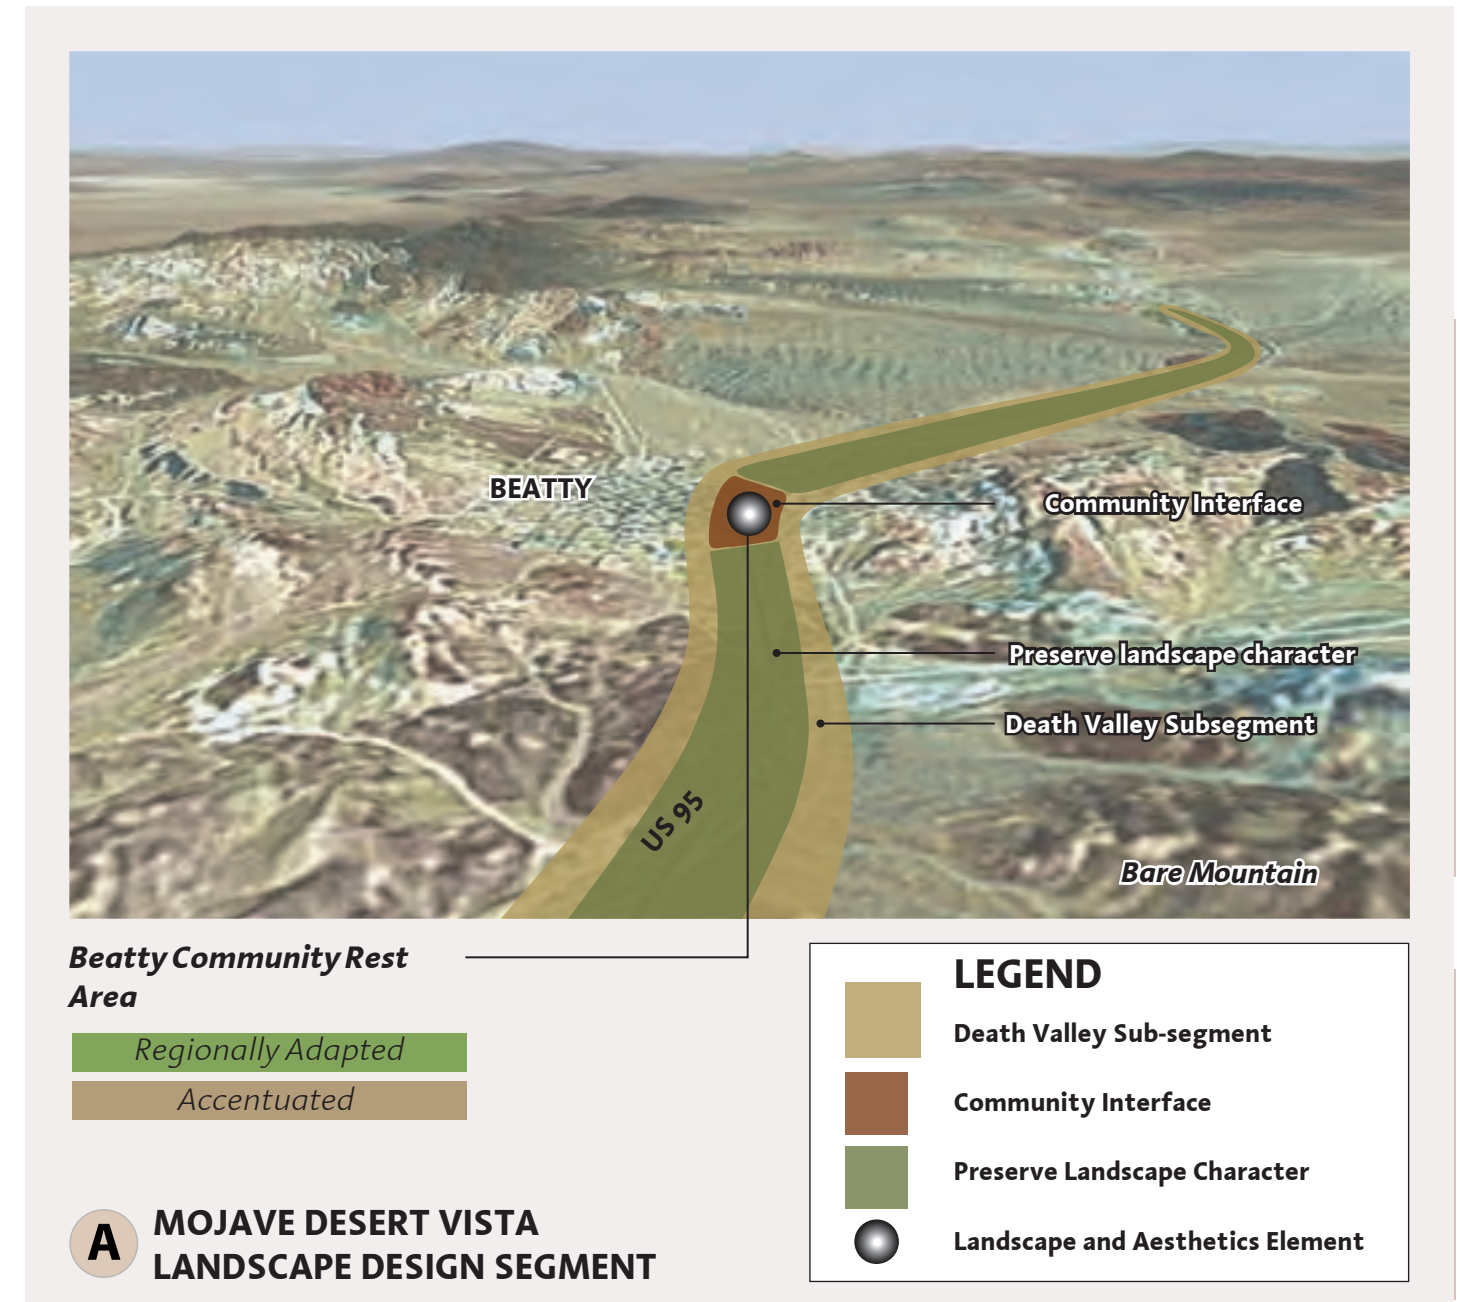 BEATTY
Community Interface
Preserve landscape character
Death Valley Subsegment
US 95
Bare Mountain
Beatty Community Rest
Area
Regionally Adapted
Accentuated
A
MOJAVE DESERT VISTA
LANDSCAPE DESIGN SEGMENT
LEGEND
Death Valley Sub-segment
Community Interface
Preserve Landscape Character
Landscape and Aesthetics Element